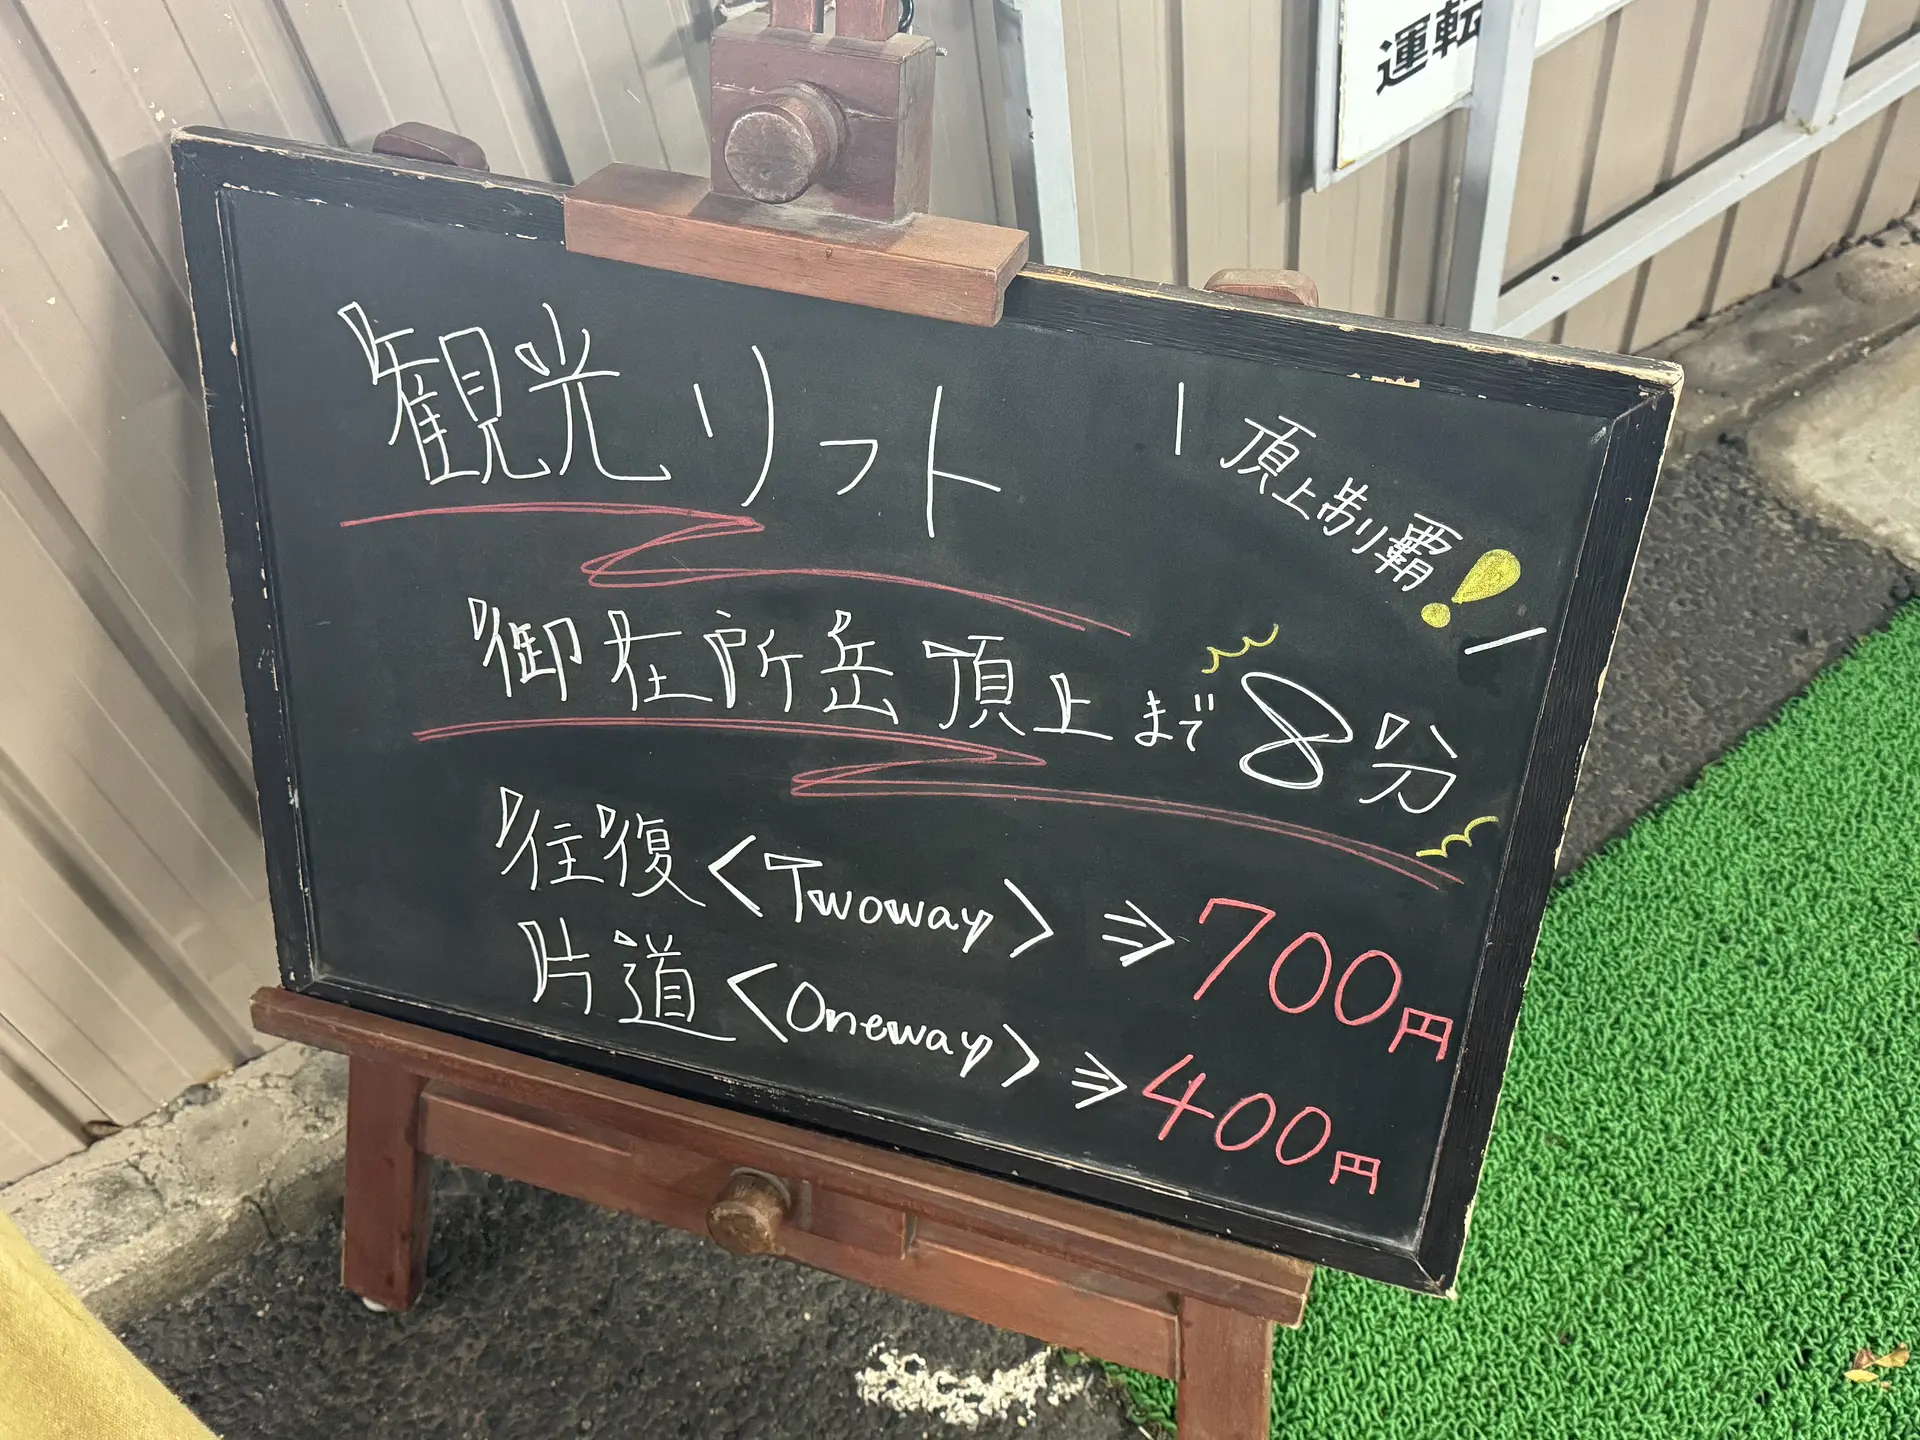 運転
観光リフト
頂上制覇!
御在所岳頂上まで8分
往復<Twoway>⇒700円
片道<Oneway>⇒400円